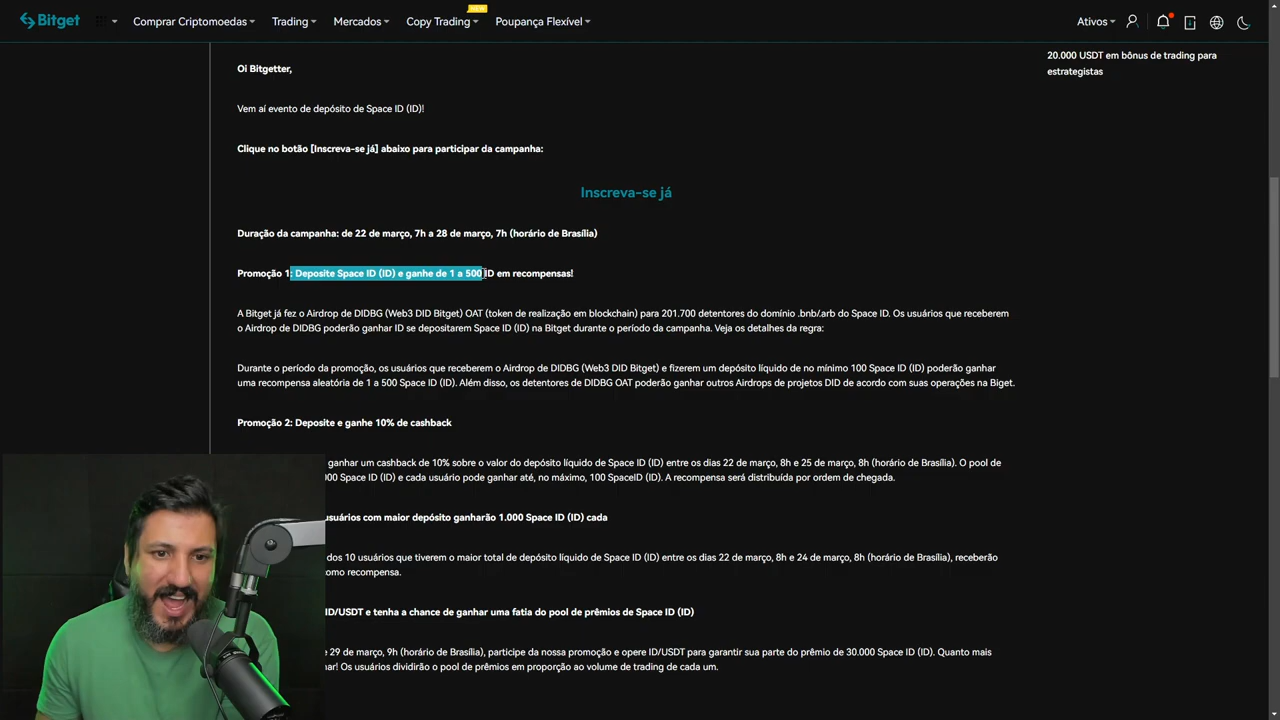 Bitget
Comprar Criptomoedas
Trading
Mercados
Copy Trading
NEW
Poupança Flexível
Ativos
20.000 USDT em bônus de trading para
estrategistas
Oi Bitgetter,
Vem aí evento de depósito de Space ID (ID)!
Clique no botão [Inscreva-se já] abaixo para participar da campanha:
Inscreva-se já
Duração da campanha: de 22 de março, 7h a 28 de março, 7h (horário de Brasília)
Promoção 1: Deposite Space ID (ID) e ganhe de 1 a 500 ID em recompensas!
A Bitget já fez o Airdrop de DIDBG (Web3 DID Bitget) OAT (token de realização em blockchain) para 201.700 detentores do domínio .bnb/.arb do Space ID. Os usuários que receberem
o Airdrop de DIDBG poderão ganhar ID se depositarem Space ID (ID) na Bitget durante o período da campanha. Veja os detalhes da regra:
Durante o período da promoção, os usuários que receberem o Airdrop de DIDBG (Web3 DID Bitget) e fizerem um depósito líquido de no mínimo 100 Space ID (ID) poderão ganhar
uma recompensa aleatória de 1 a 500 Space ID (ID). Além disso, os detentores de DIDBG OAT poderão ganhar outros Airdrops de projetos DID de acordo com suas operações na Biget.
Promoção 2: Deposite e ganhe 10% de cashback
ganhar um cashback de 10% sobre o valor do depósito líquido de Space ID (ID) entre os dias 22 de março, 8h e 25 de março, 8h (horário de Brasília). O pool de
000 Space ID (ID) e cada usuário pode ganhar até, no máximo, 100 SpaceID (ID). A recompensa será distribuída por ordem de chegada.
usuários com maior depósito ganharão 1.000 Space ID (ID) cada
dos 10 usuários que tiverem o maior total de depósito líquido de Space ID (ID) entre os dias 22 de março, 8h e 24 de março, 8h (horário de Brasília), receberão
como recompensa.
ID/USDT e tenha a chance de ganhar uma fatia do pool de prêmios de Space ID (ID)
e 29 de março, 9h (horário de Brasília), participe da nossa promoção e opere ID/USDT para garantir sua parte do prêmio de 30.000 Space ID (ID). Quanto mais
har! Os usuários dividirão o pool de prêmios em proporção ao volume de trading de cada um.